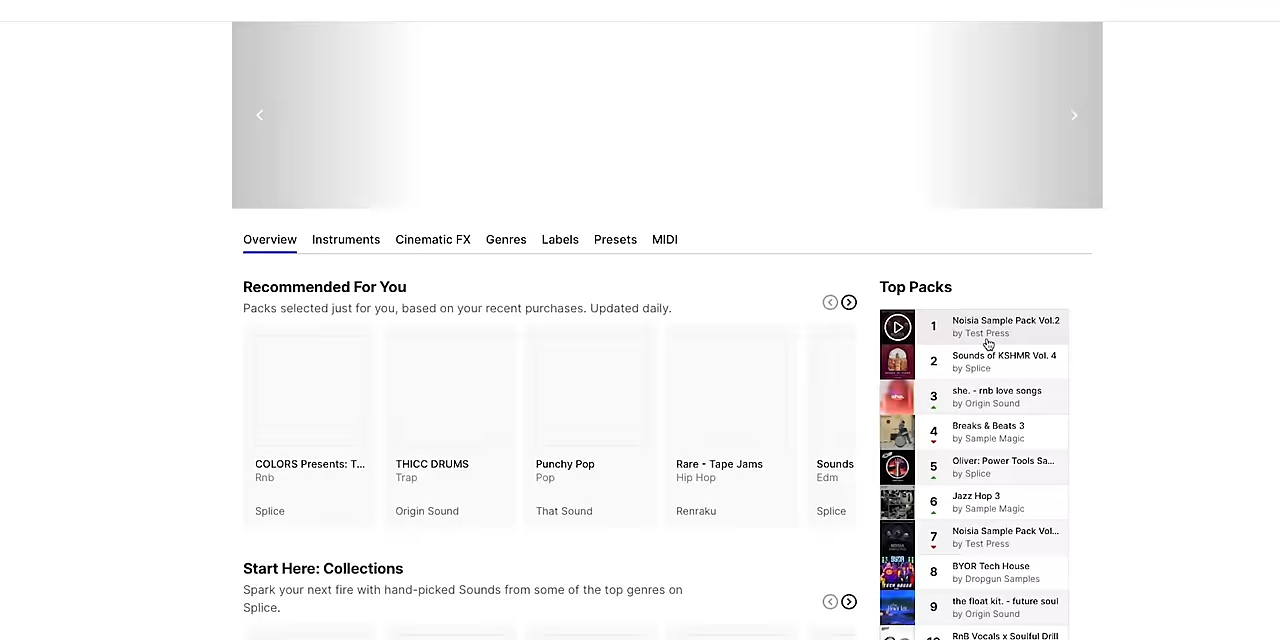 Overview Instruments Cinematic FX Genres Labels Presets MIDI
Recommended For You
Packs selected just for you, based on your recent purchases. Updated daily.
COLORS Presents: T...
Rnb
Splice
THICC DRUMS
Trap
Origin Sound
Punchy Pop
Pop
That Sound
Rare - Tape Jams
Hip Hop
Renraku
Sounds
Edm
Splice
Start Here: Collections
Spark your next fire with hand-picked Sounds from some of the top genres on
Splice.
Top Packs
1 Noisia Sample Pack Vol.2
by Test Press
2 Sounds of KSHMR Vol. 4
by Splice
3 she. - rnb love songs
by Origin Sound
4 Breaks & Beats 3
by Sample Magic
5 Oliver: Power Tools Sa...
by Splice
6 Jazz Hop 3
by Sample Magic
7 Noisia Sample Pack Vol...
by Test Press
8 BYOR Tech House
by Dropgun Samples
9 the float kit. - future soul
by Origin Sound
10 RnB Vocals x Soulful Drill